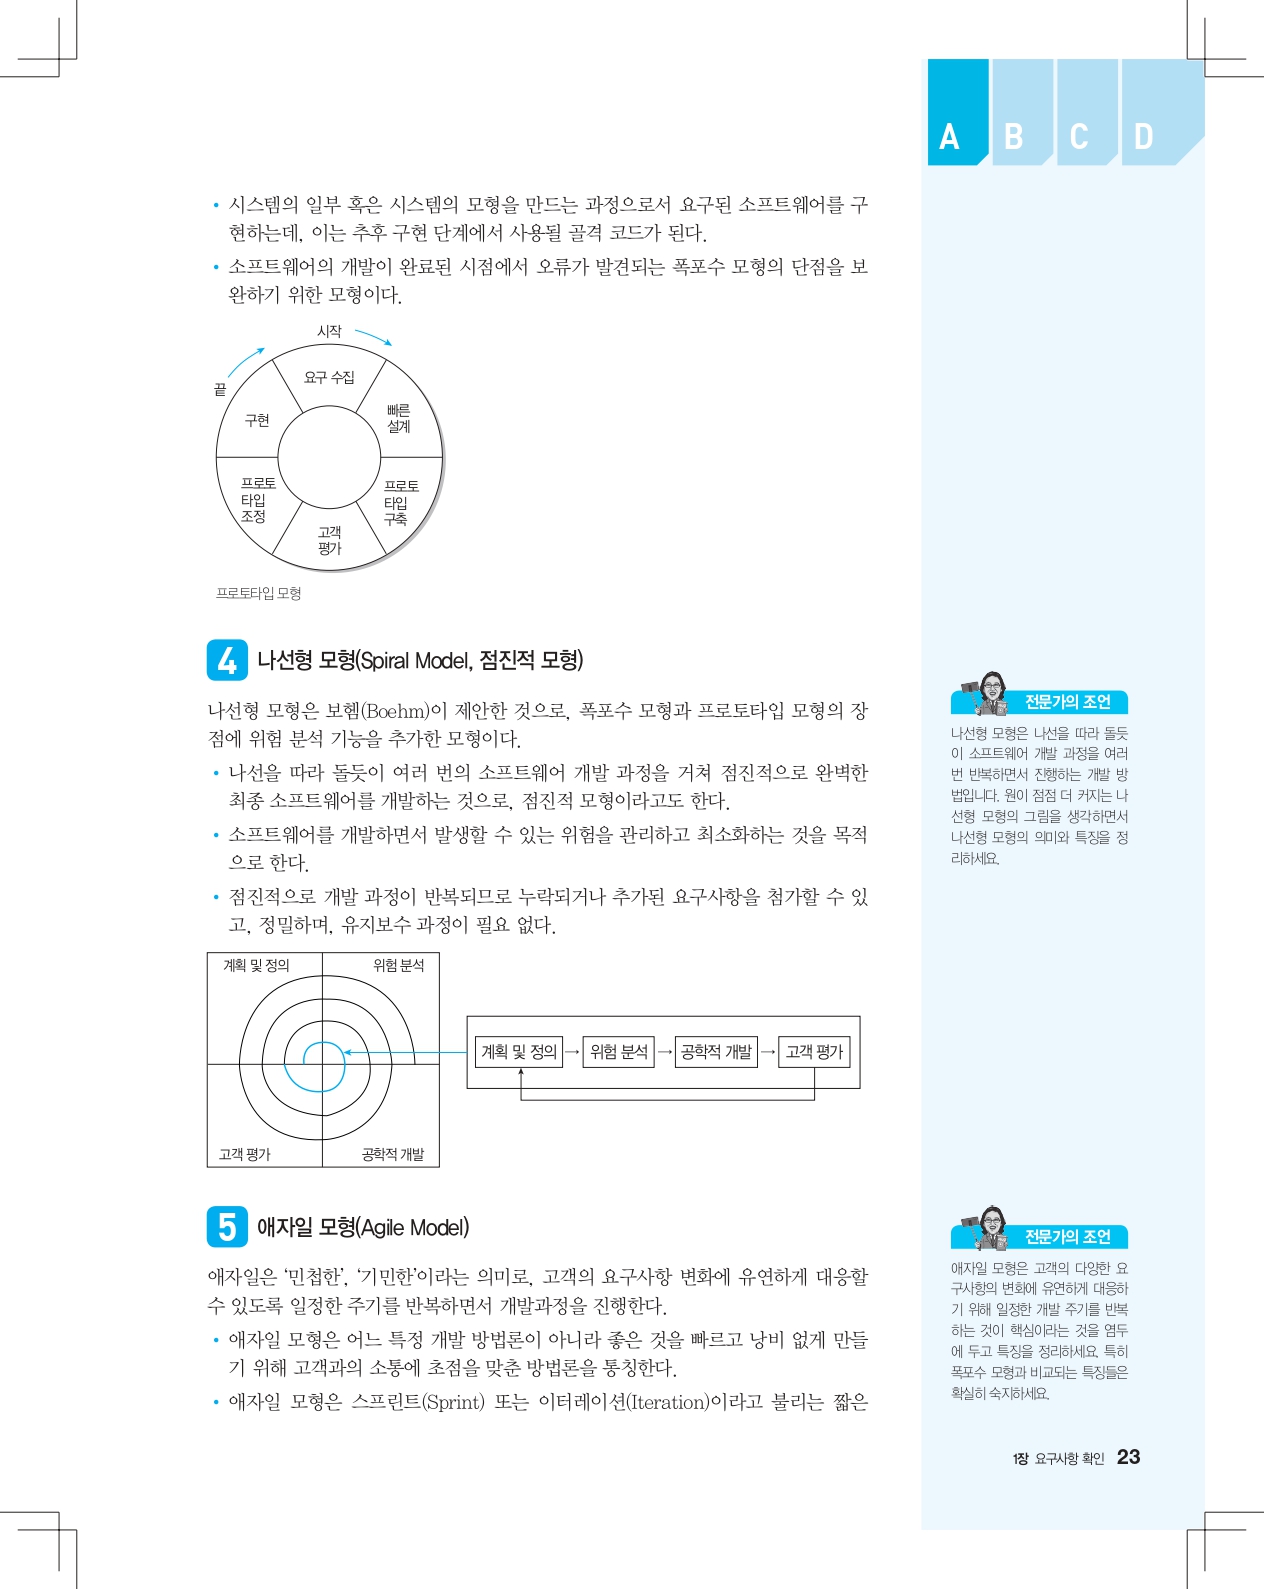 A B C D
• 시스템의 일부 혹은 시스템의 모형을 만드는 과정으로서 요구된 소프트웨어를 구
현하는데, 이는 추후 구현 단계에서 사용될 골격 코드가 된다.
• 소프트웨어의 개발이 완료된 시점에서 오류가 발견되는 폭포수 모형의 단점을 보
완하기 위한 모형이다.
시작
끝
요구 수집
빠른
설계
프로토
타입
구축
고객
평가
프로토
타입
조정
구현
프로토타입 모형
4 나선형 모형(Spiral Model, 점진적 모형)
나선형 모형은 보헴(Boehm)이 제안한 것으로, 폭포수 모형과 프로토타입 모형의 장
점에 위험 분석 기능을 추가한 모형이다.
• 나선을 따라 돌듯이 여러 번의 소프트웨어 개발 과정을 거쳐 점진적으로 완벽한
최종 소프트웨어를 개발하는 것으로, 점진적 모형이라고도 한다.
• 소프트웨어를 개발하면서 발생할 수 있는 위험을 관리하고 최소화하는 것을 목적
으로 한다.
• 점진적으로 개발 과정이 반복되므로 누락되거나 추가된 요구사항을 첨가할 수 있
고, 정밀하며, 유지보수 과정이 필요 없다.
계획 및 정의
위험 분석
고객 평가
공학적 개발
계획 및 정의 → 위험 분석 → 공학적 개발 → 고객 평가
5 애자일 모형(Agile Model)
애자일은 ‘민첩한’, ‘기민한’이라는 의미로, 고객의 요구사항 변화에 유연하게 대응할
수 있도록 일정한 주기를 반복하면서 개발과정을 진행한다.
• 애자일 모형은 어느 특정 개발 방법론이 아니라 좋은 것을 빠르고 낭비 없게 만들
기 위해 고객과의 소통에 초점을 맞춘 방법론을 통칭한다.
• 애자일 모형은 스프린트(Sprint) 또는 이터레이션(Iteration)이라고 불리는 짧은
전문가의 조언
나선형 모형은 나선을 따라 돌듯
이 소프트웨어 개발 과정을 여러
번 반복하면서 진행하는 개발 방
법입니다. 원이 점점 더 커지는 나
선형 모형의 그림을 생각하면서
나선형 모형의 의미와 특징을 정
리하세요.
전문가의 조언
애자일 모형은 고객의 다양한 요
구사항의 변화에 유연하게 대응하
기 위해 일정한 개발 주기를 반복
하는 것이 핵심이라는 것을 염두
에 두고 특징을 정리하세요. 특히
폭포수 모형과 비교되는 특징들은
확실히 숙지하세요.
1장 요구사항 확인 23